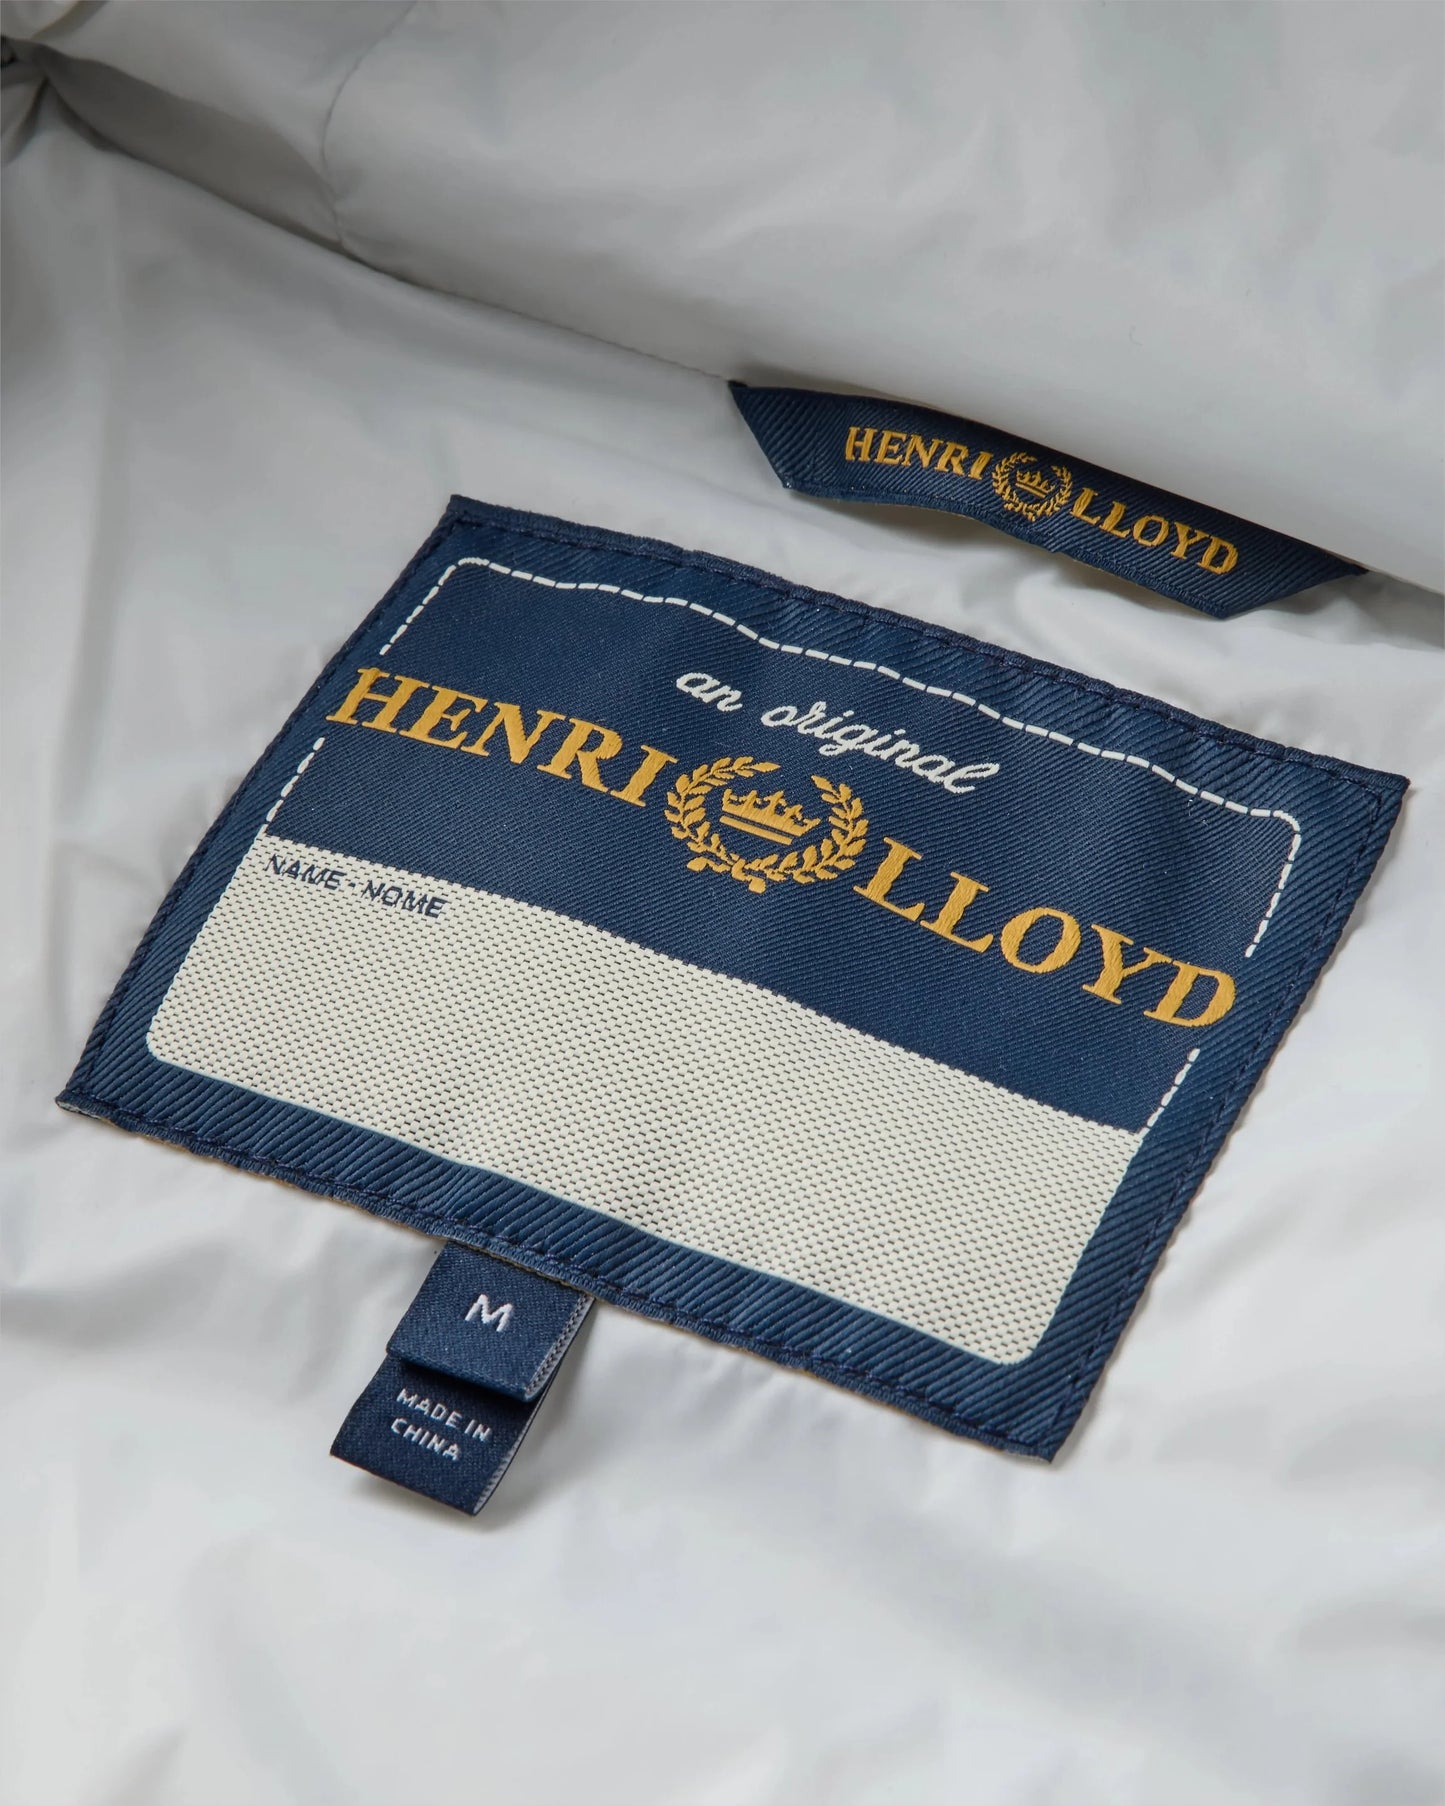 HENRI LLOYD
an original
HENRI LLOYD
NAME - NOME
M
MADE IN
CHINA